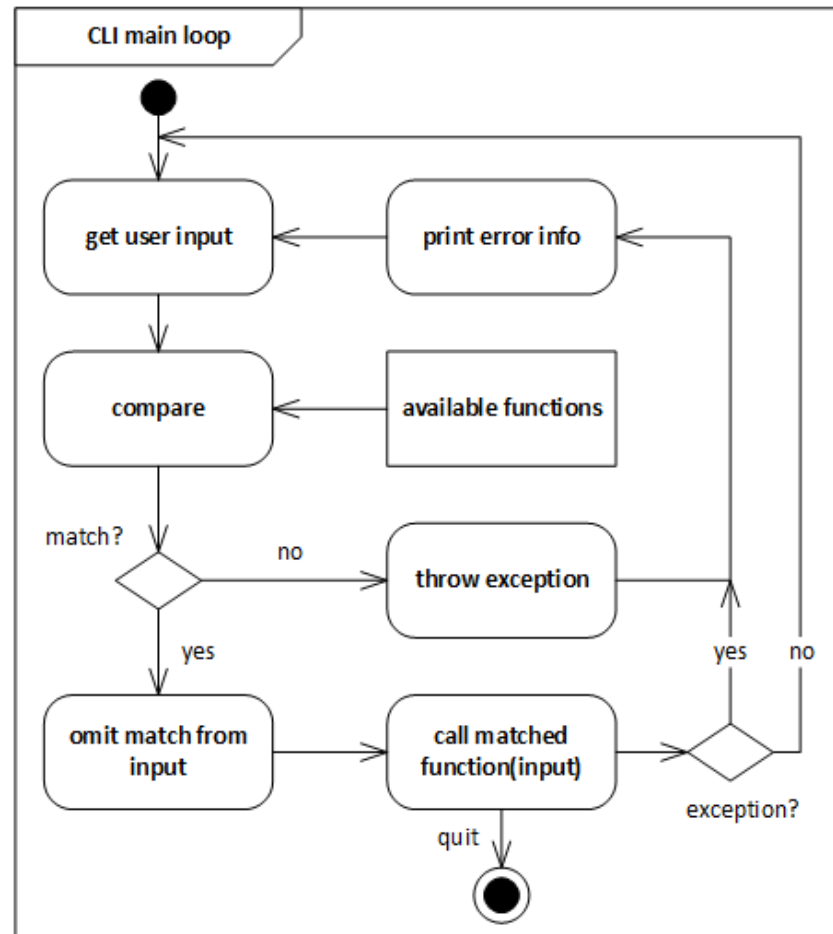 CLI main loop
get user input
print error info
compare
available functions
match?
no
throw exception
yes
yes
no
omit match from
input
call matched
function(input)
exception?
quit